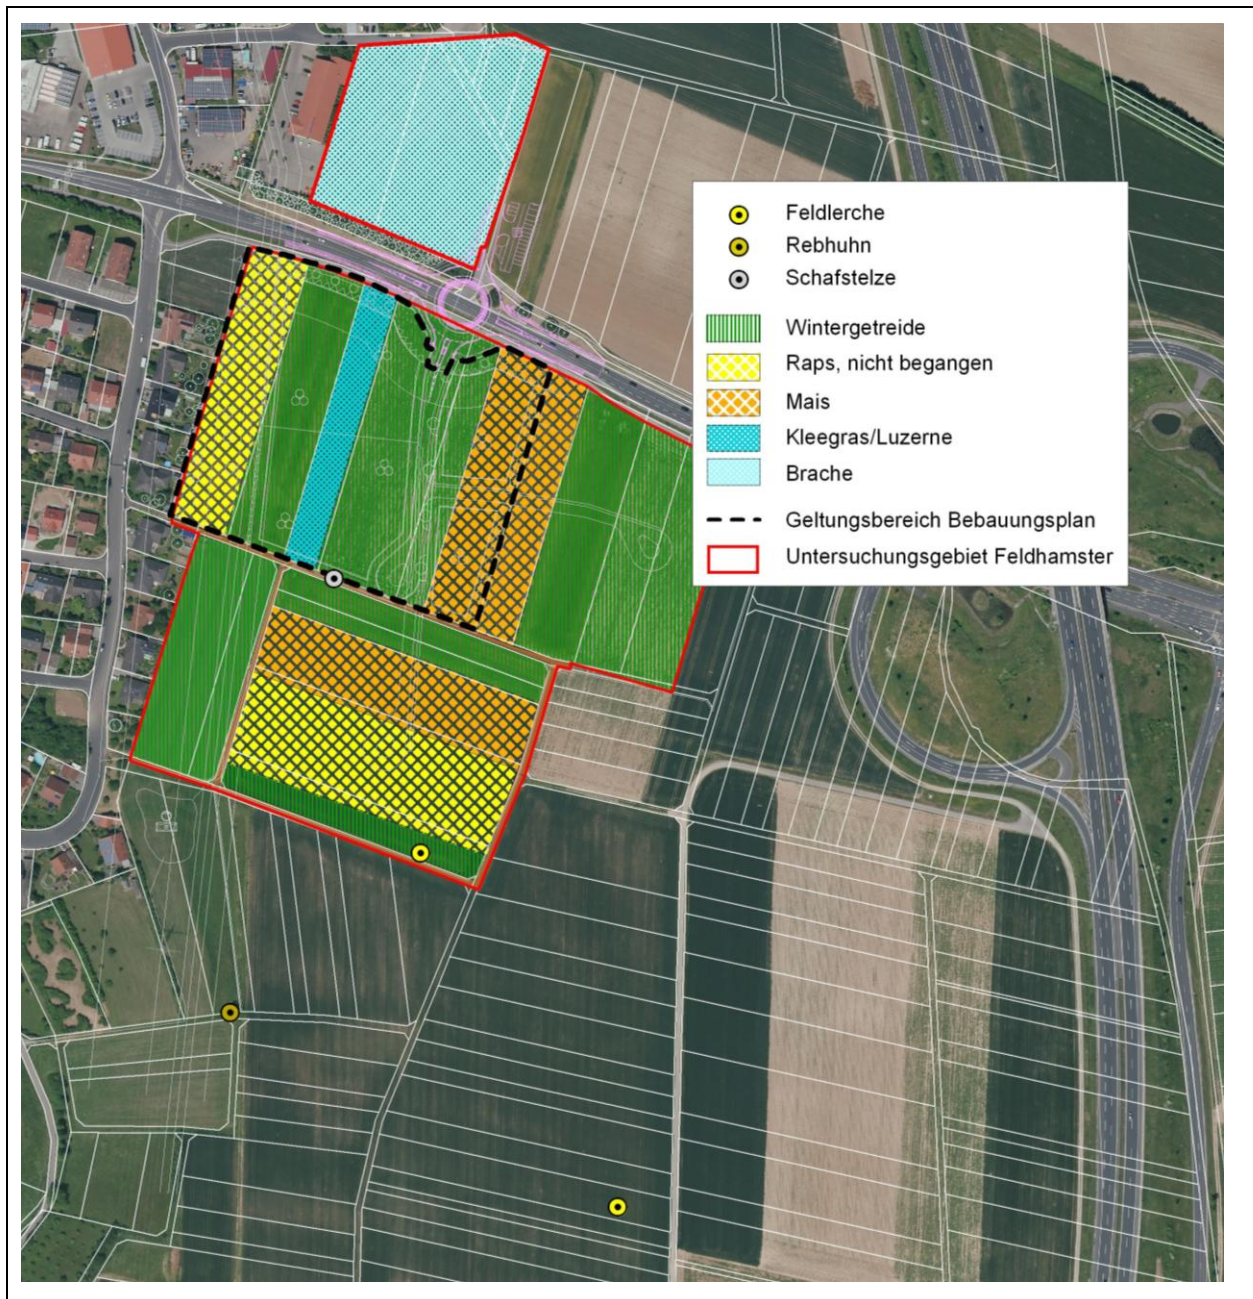 Feldlerche
Rebhuhn
Schafstelze
Wintergetreide
Raps, nicht begangen
Mais
Kleegras/Luzerne
Brache
Geltungsbereich Bebauungsplan
Untersuchungsgebiet Feldhamster